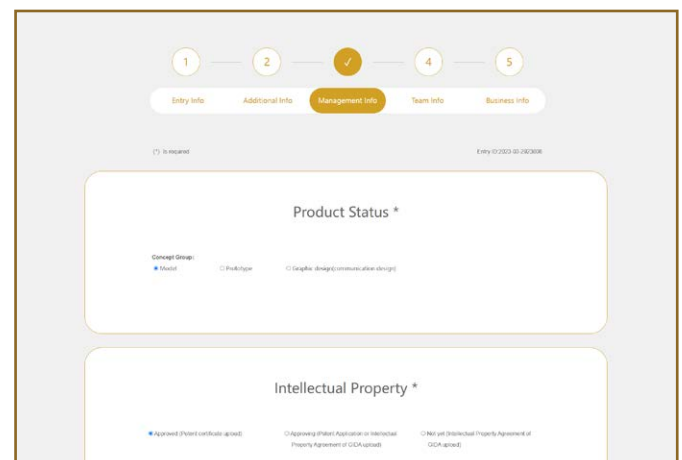 1 2 ✓ 4 5
Entry Info Additional Info Management Info Team Info Business Info
(*) is required Entry ID:2023-02-2923898
Product Status *
Concept Group:
Model Prototype Graphic design(communication design)
Intellectual Property *
Approved (Patent certificate upload) Approving (Patent Application or Intellectual Not yet (Intellectual Property Agreement of
Property Agreement of GIDA upload) GIDA upload)